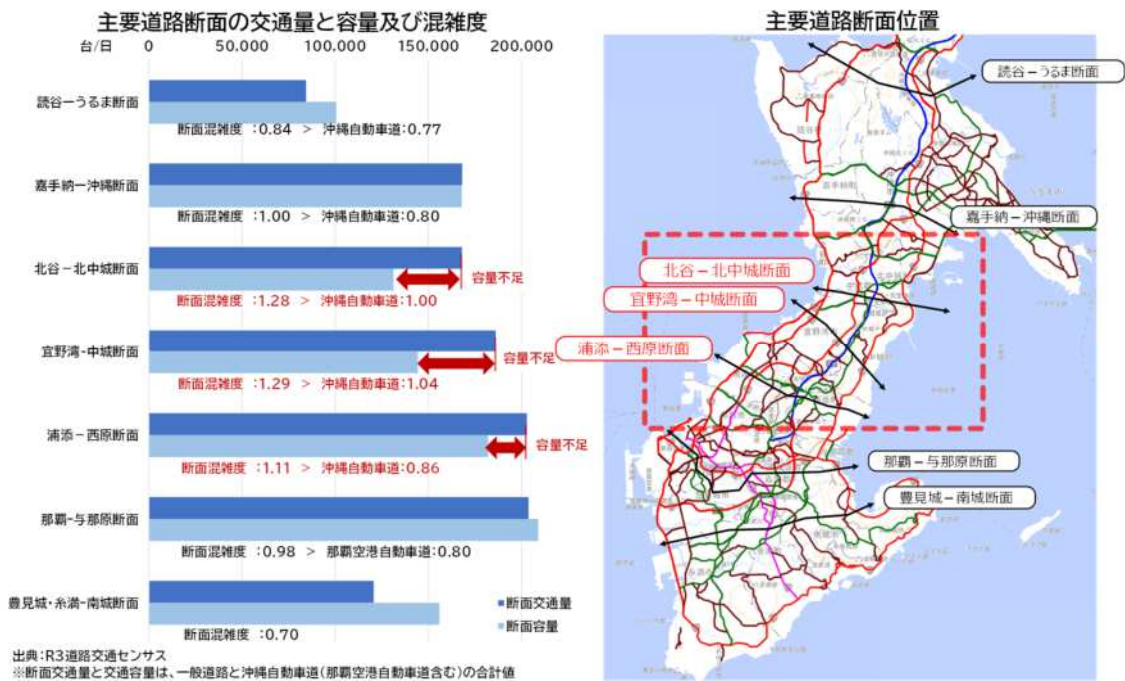 主要道路断面の交通量と容量及び混雑度
台/日
0
50,000
100,000
150,000
200,000
読谷ーうるま断面
断面混雑度 :0.84 > 沖縄自動車道:0.77
嘉手納ー沖縄断面
断面混雑度 :1.00 > 沖縄自動車道:0.80
北谷－北中城断面
容量不足
断面混雑度 :1.28 > 沖縄自動車道:1.00
宜野湾-中城断面
容量不足
断面混雑度 :1.29 > 沖縄自動車道:1.04
浦添－西原断面
容量不足
断面混雑度 :1.11 > 沖縄自動車道:0.86
那覇-与那原断面
断面混雑度 :0.98 > 那覇空港自動車道:0.80
豊見城・糸満-南城断面
断面混雑度 :0.70
■断面交通量
■断面容量
出典:R3道路交通センサス
※断面交通量と交通容量は、一般道路と沖縄自動車道(那覇空港自動車道含む)の合計値
主要道路断面位置
読谷－うるま断面
嘉手納－沖縄断面
北谷－北中城断面
宜野湾－中城断面
浦添－西原断面
那覇－与那原断面
豊見城－南城断面
読谷村
嘉手納町